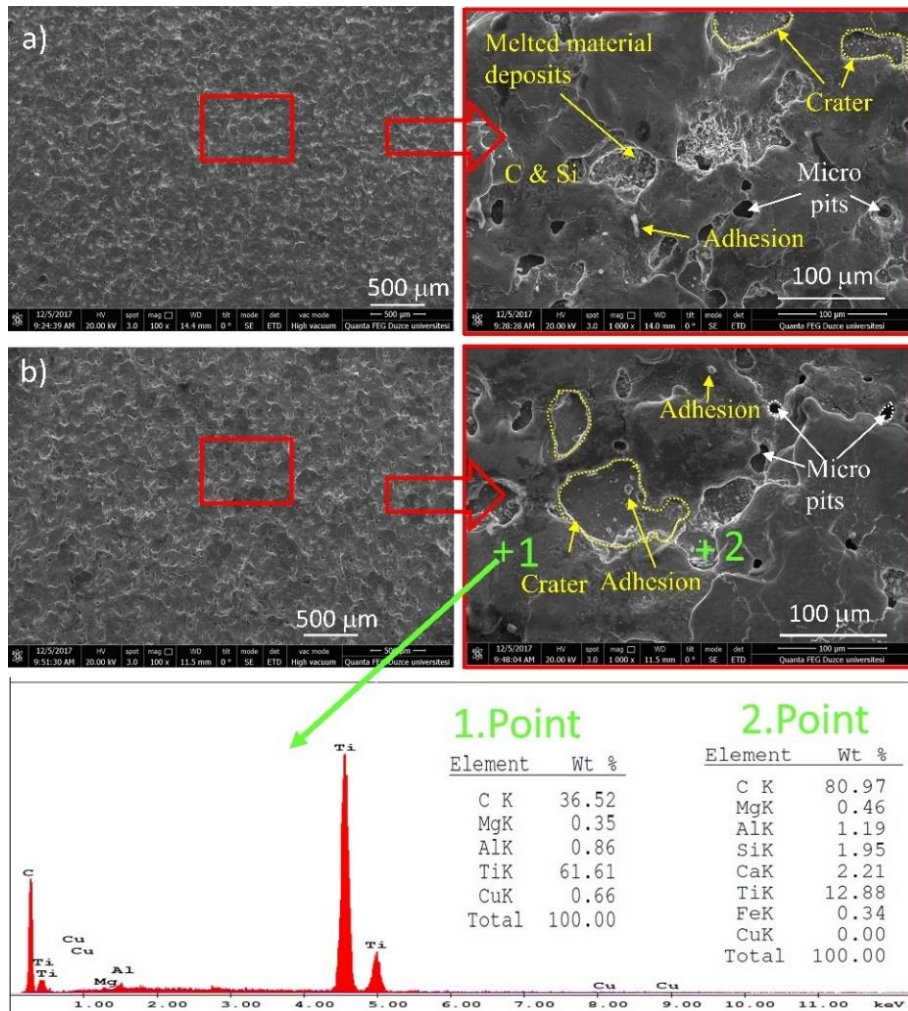 a)
500 µm
12/5/2017 HV spot mag WD tilt mode det vac mode 500 µm
9:24:39 AM 20.00 kV 3.0 100 x 14.4 mm 0 ° SE ETD High vacuum Quanta FEG Duzce universitesi
Melted material
deposits
Crater
C & Si
Micro
pits
Adhesion
100 µm
12/5/2017 HV spot mag WD tilt mode det 100 µm
9:28:28 AM 20.00 kV 3.0 1 000 x 14.0 mm 0 ° SE ETD Quanta FEG Duzce universitesi
b)
500 µm
12/5/2017 HV spot mag WD tilt mode det vac mode 500 µm
9:51:30 AM 20.00 kV 3.0 100 x 11.5 mm 0 ° SE ETD High vacuum Quanta FEG Duzce universitesi
Adhesion
Micro
pits
+1
+2
Crater
Adhesion
100 µm
12/5/2017 HV spot mag WD tilt mode det 100 µm
9:48:04 AM 20.00 kV 3.0 1 000 x 11.5 mm 0 ° SE ETD Quanta FEG Duzce universitesi
1.Point
Element Wt %
C K 36.52
MgK 0.35
AlK 0.86
TiK 61.61
CuK 0.66
Total 100.00
2.Point
Element Wt %
C K 80.97
MgK 0.46
AlK 1.19
SiK 1.95
CaK 2.21
TiK 12.88
FeK 0.34
CuK 0.00
Total 100.00
Ti
C
Cu
Cu
Ti
Ti
Mg
Al
Ti
Cu
Cu
1.00 2.00 3.00 4.00 5.00 6.00 7.00 8.00 9.00 10.00 11.00 keV